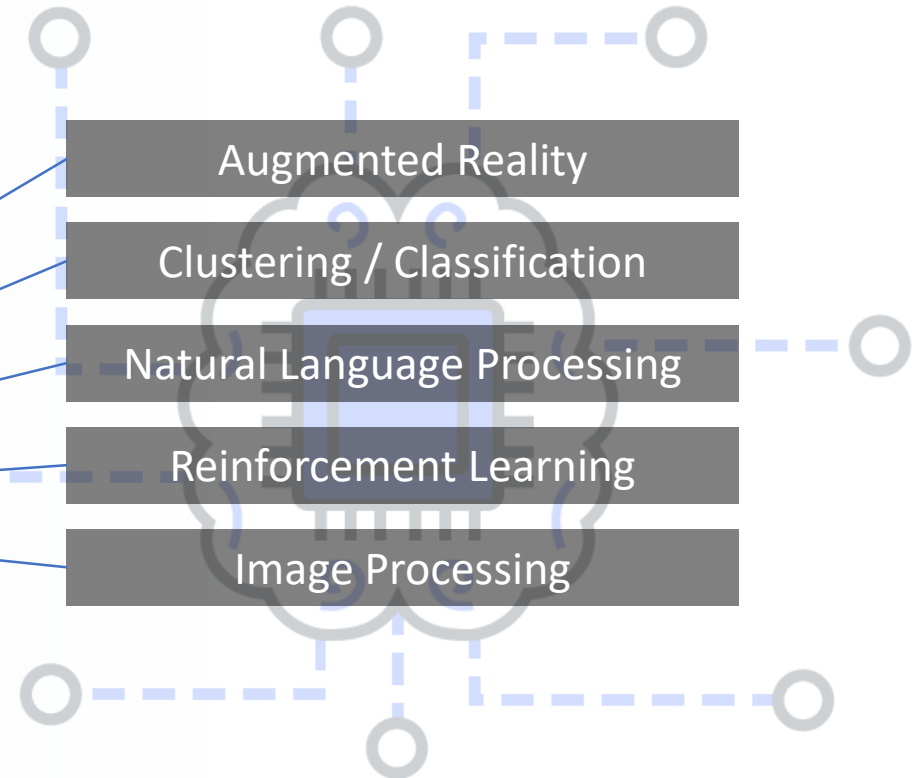 Augmented Reality
Clustering / Classification
Natural Language Processing
Reinforcement Learning
Image Processing